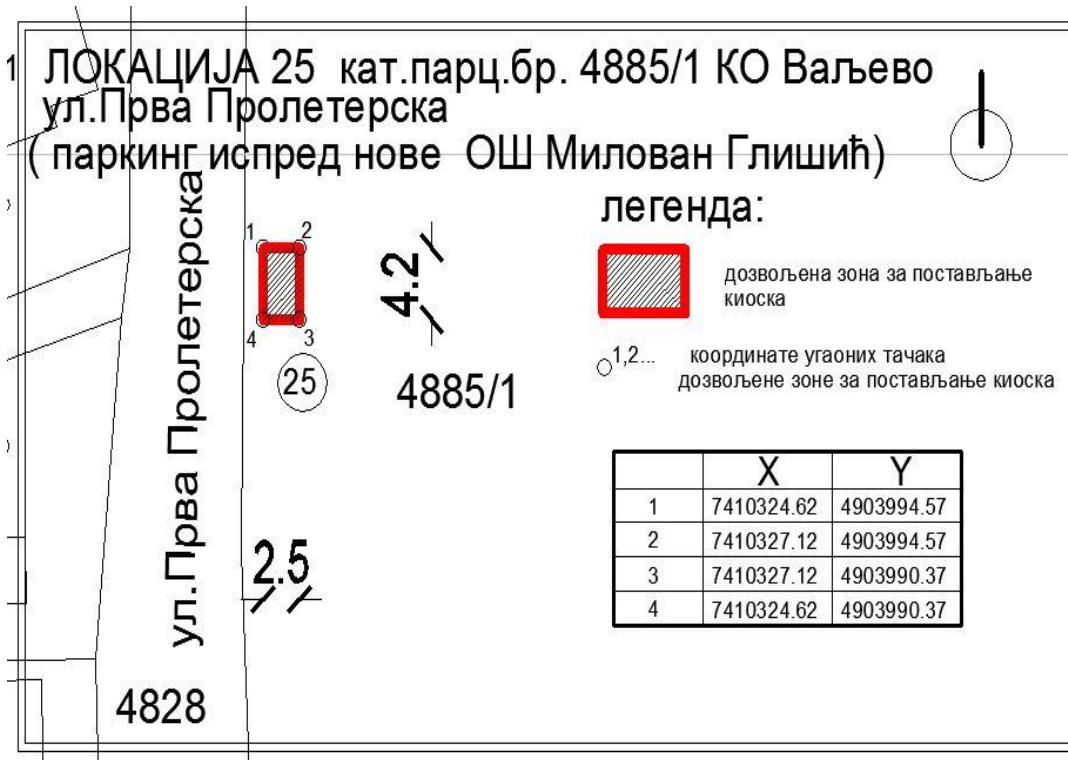 ЛОКАЦИЈА 25 кат.парц.бр. 4885/1 КО Ваљево
ул.Прва Пролетерска
( паркинг испред нове ОШ Милован Глишић)
легенда:
дозвољена зона за постављање
киоска
1,2... координате угаоних тачака
дозвољене зоне за постављање киоска
1
ул.Прва Пролетерска
1 2
4 3
4.2
25
4885/1
2.5
4828
X Y
1 7410324.62 4903994.57
2 7410327.12 4903994.57
3 7410327.12 4903990.37
4 7410324.62 4903990.37